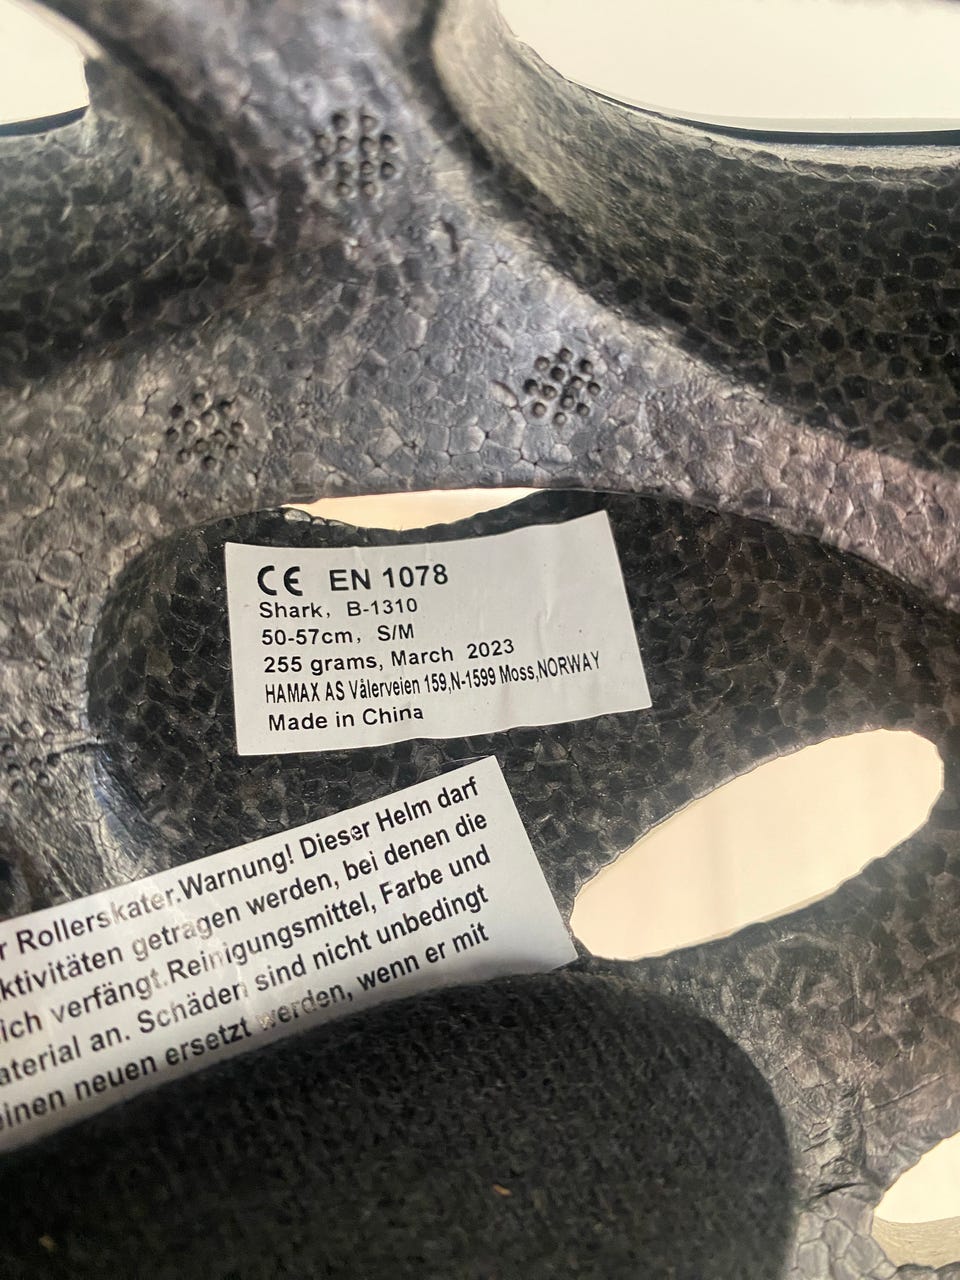 CE EN 1078
Shark, B-1310
50-57cm, S/M
255 grams, March 2023
HAMAX AS Vålerveien 159,N-1599 Moss,NORWAY
Made in China
r Rollerskater.Warnung! Dieser Helm darf
ktivitäten getragen werden, bei denen die
ich verfängt.Reinigungsmittel, Farbe und
aterial an. Schäden sind nicht unbedingt
einen neuen ersetzt werden, wenn er mit